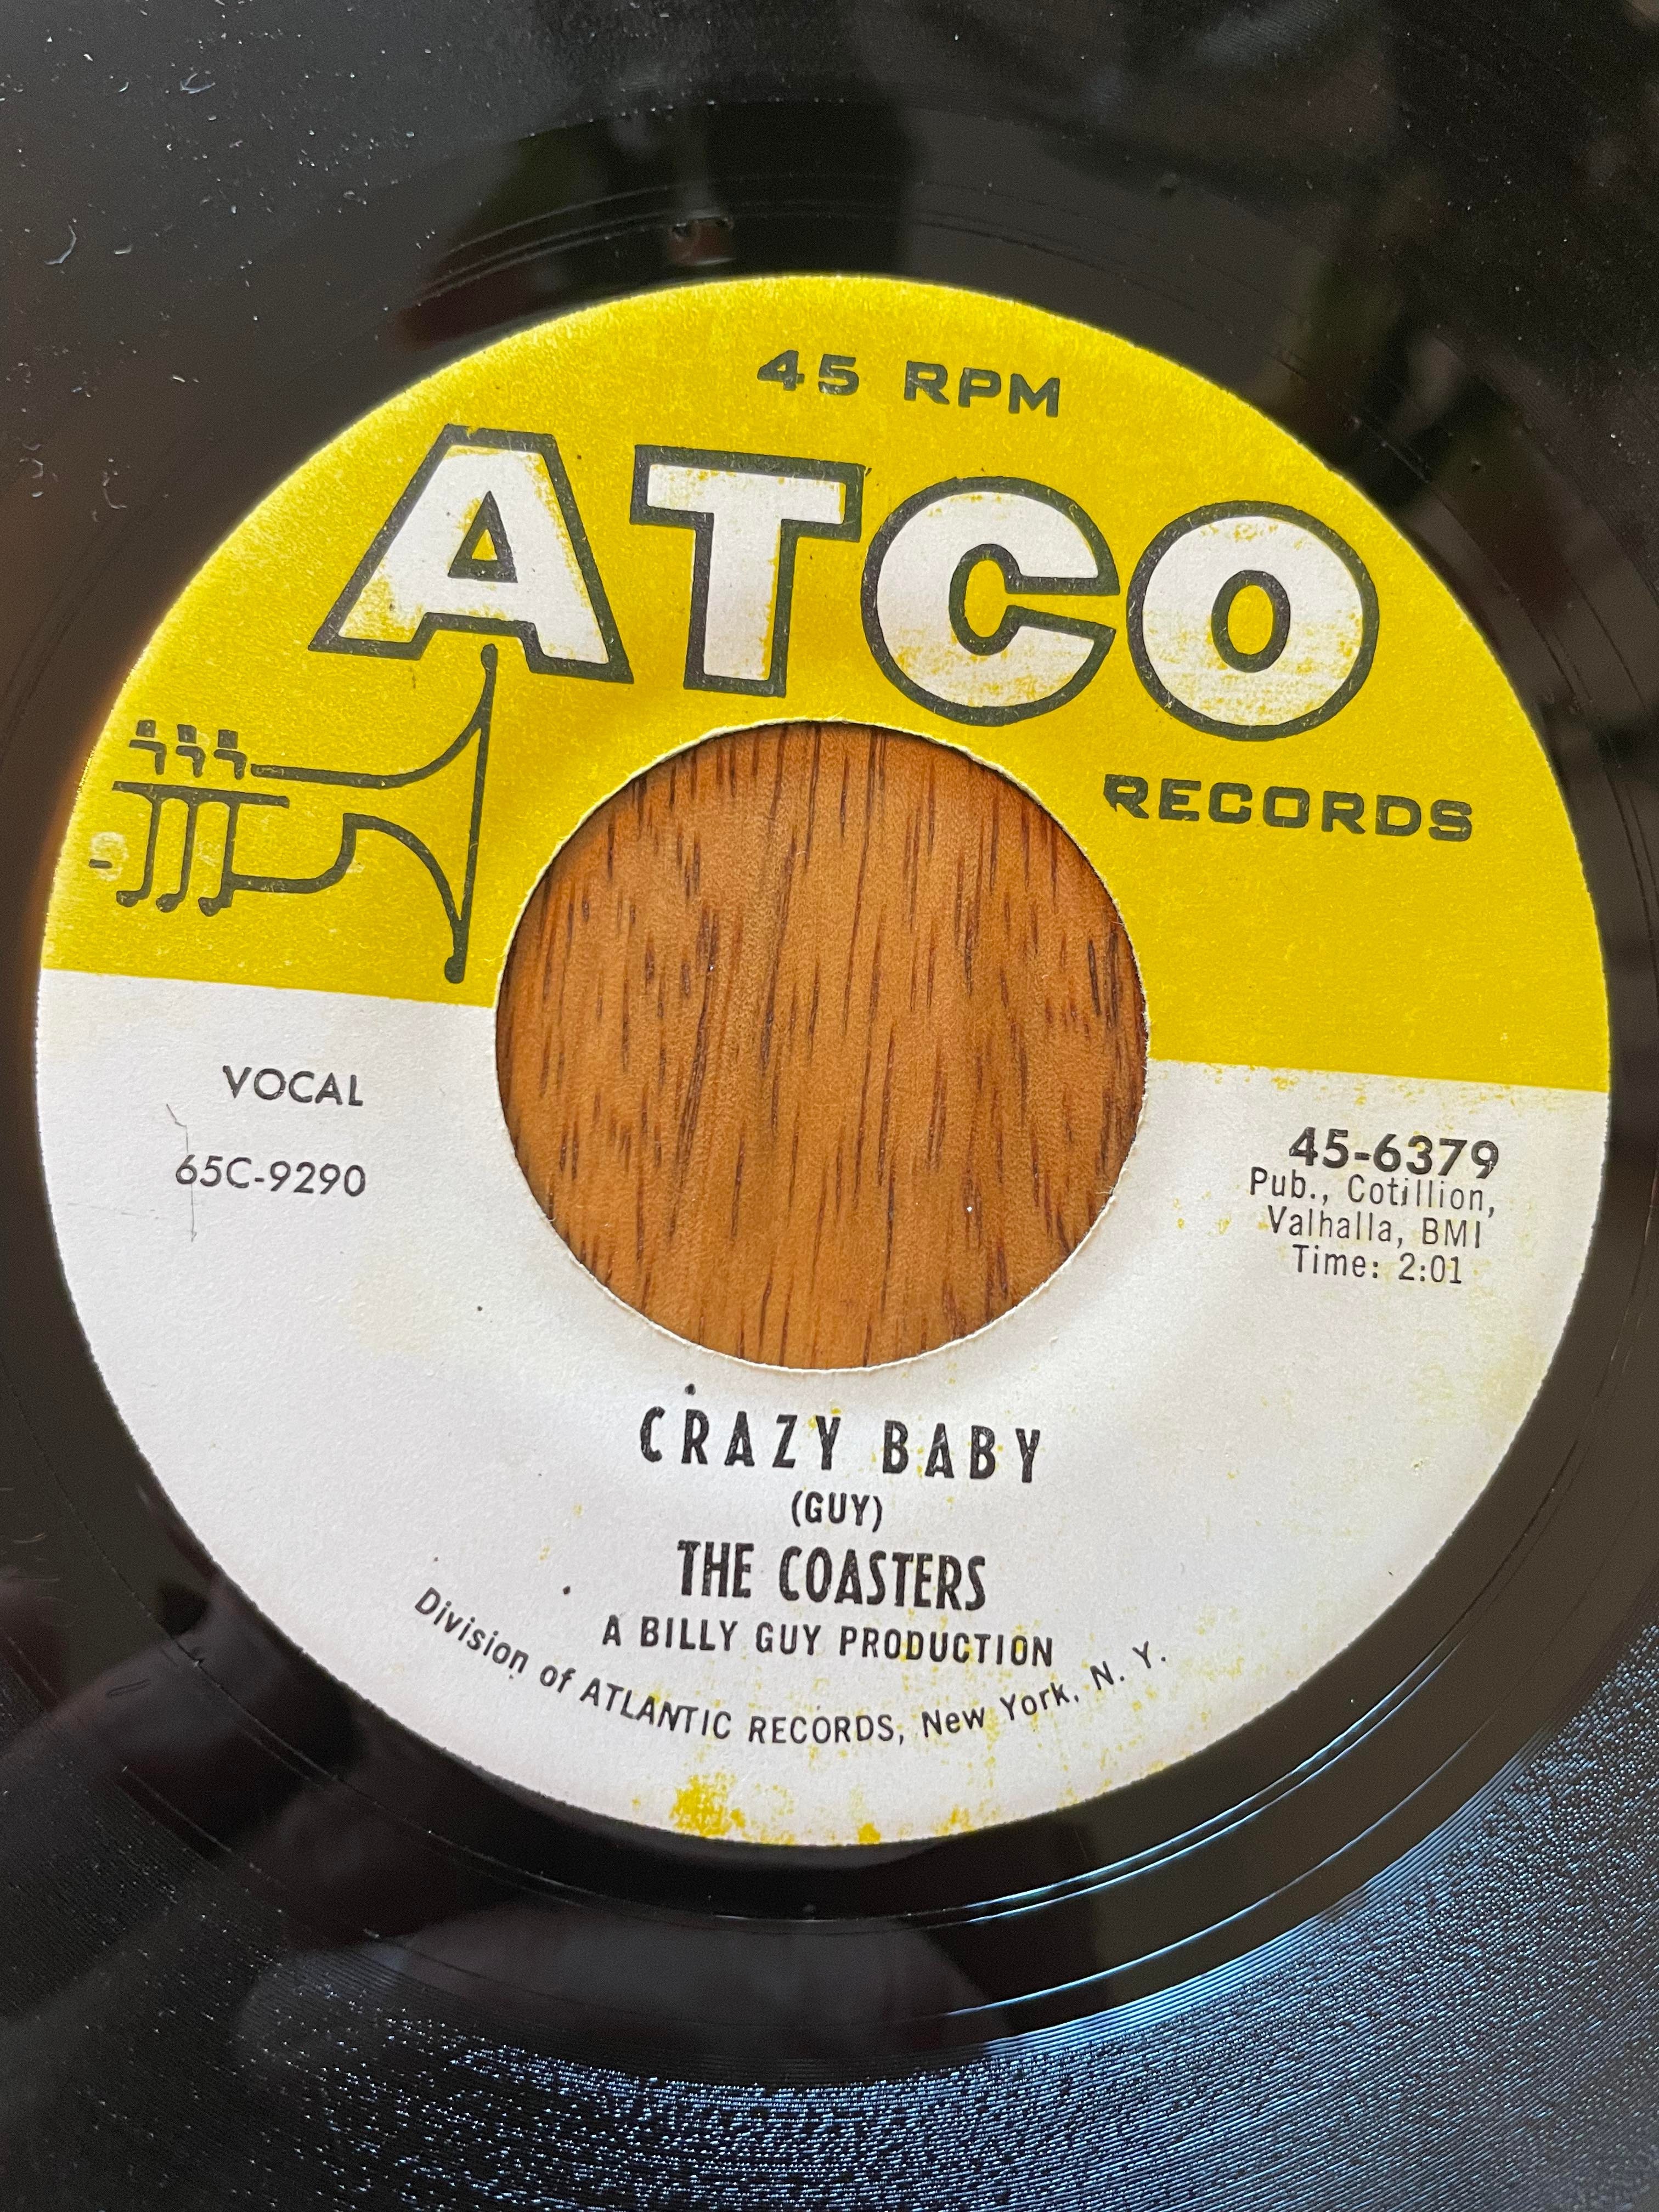 45 RPM
ATCO
RECORDS
VOCAL
65C-9290
45-6379
Pub., Cotillion,
Valhalla, BMI
Time: 2:01
CRAZY BABY
(GUY)
THE COASTERS
A BILLY GUY PRODUCTION
Division of ATLANTIC RECORDS, New York, N. Y.